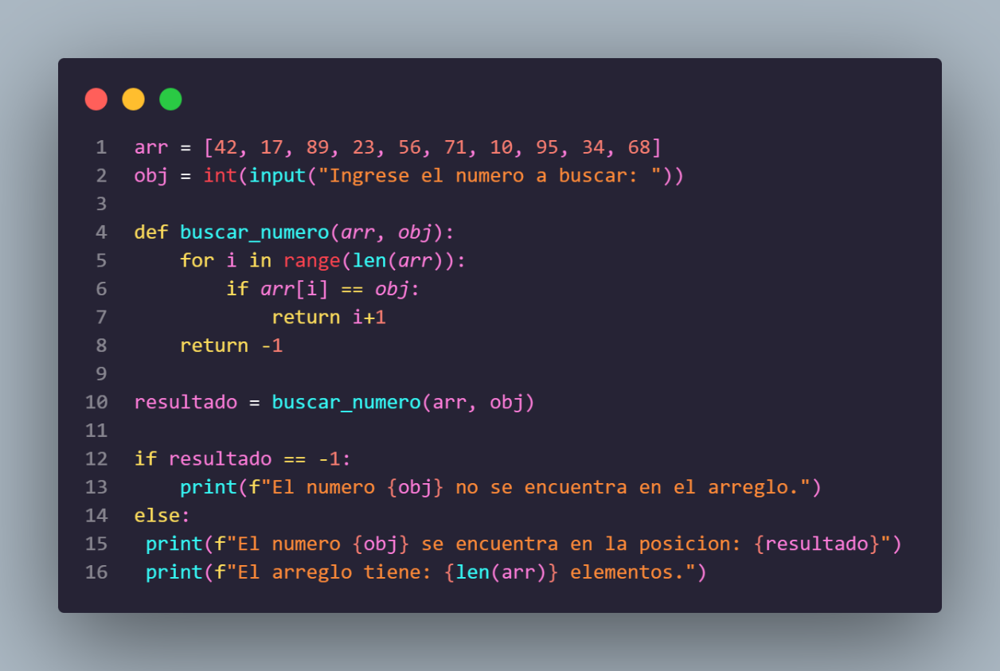 1 arr = [42, 17, 89, 23, 56, 71, 10, 95, 34, 68]
2 obj = int(input("Ingrese el numero a buscar: "))
3
4 def buscar_numero(arr, obj):
5     for i in range(len(arr)):
6         if arr[i] == obj:
7             return i+1
8     return -1
9
10 resultado = buscar_numero(arr, obj)
11
12 if resultado == -1:
13     print(f"El numero {obj} no se encuentra en el arreglo.")
14 else:
15  print(f"El numero {obj} se encuentra en la posicion: {resultado}")
16  print(f"El arreglo tiene: {len(arr)} elementos.")